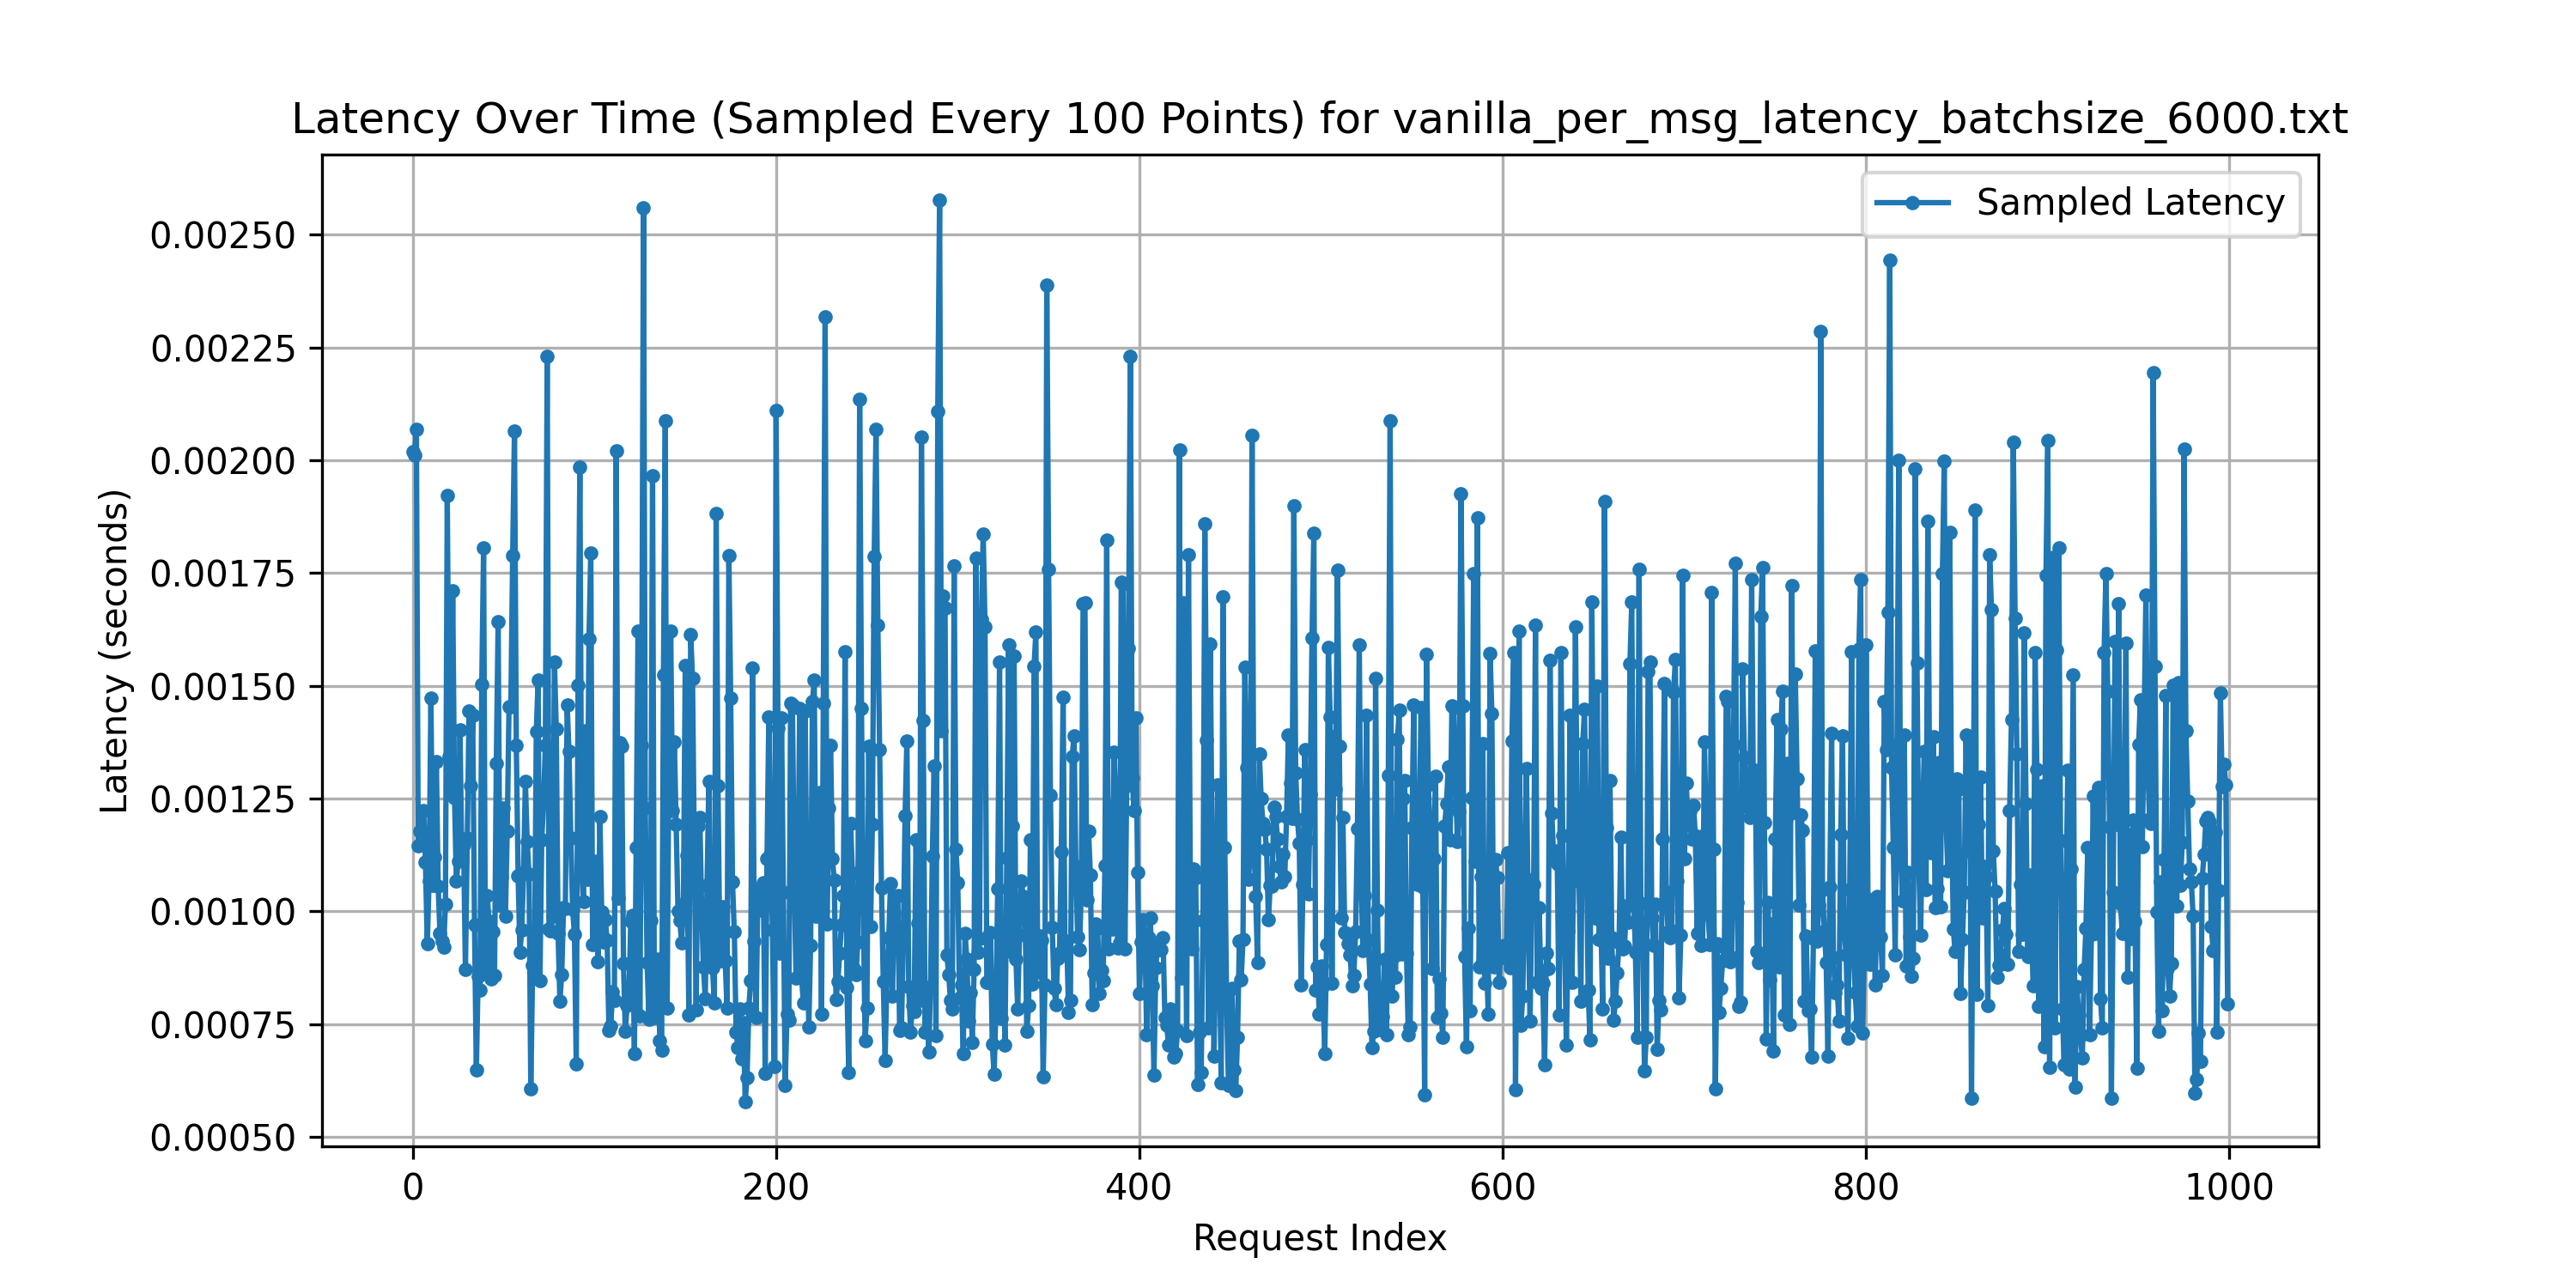 Latency Over Time (Sampled Every 100 Points) for vanilla_per_msg_latency_batchsize_6000.txt
Sampled Latency
0.00250
0.00225
0.00200
0.00175
0.00150
0.00125
0.00100
0.00075
0.00050
Latency (seconds)
0 200 400 600 800 1000
Request Index